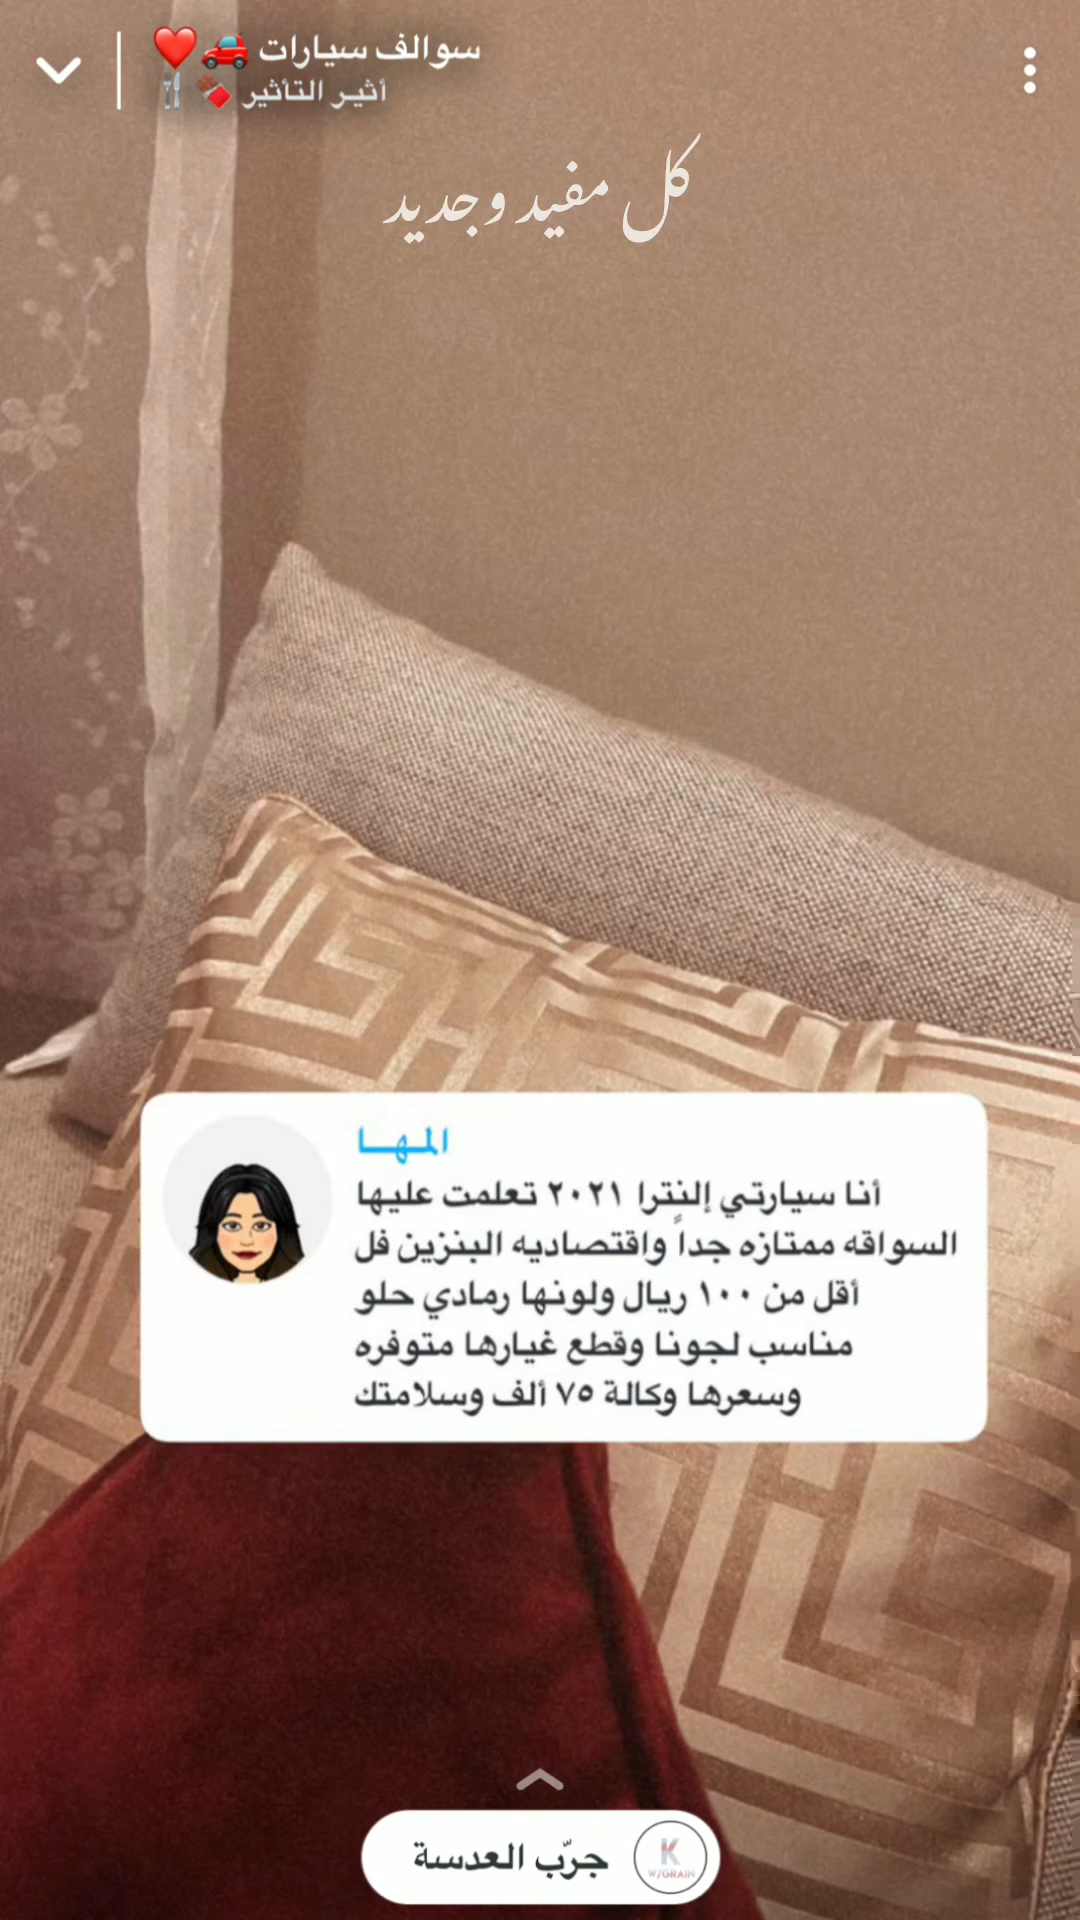 سوالف سيارات 🚗❤️
أثير التأثير 🍫🍴
كل مفيد وجديد
المها
أنا سيارتي إلنترا ٢٠٢١ تعلمت عليها
السواقه ممتازه جداً واقتصاديه البنزين فل
أقل من ١٠٠ ريال ولونها رمادي حلو
مناسب لجونا وقطع غيارها متوفره
وسعرها وكالة ٧٥ ألف وسلامتك
جرّب العدسة
K
W/GRAIN